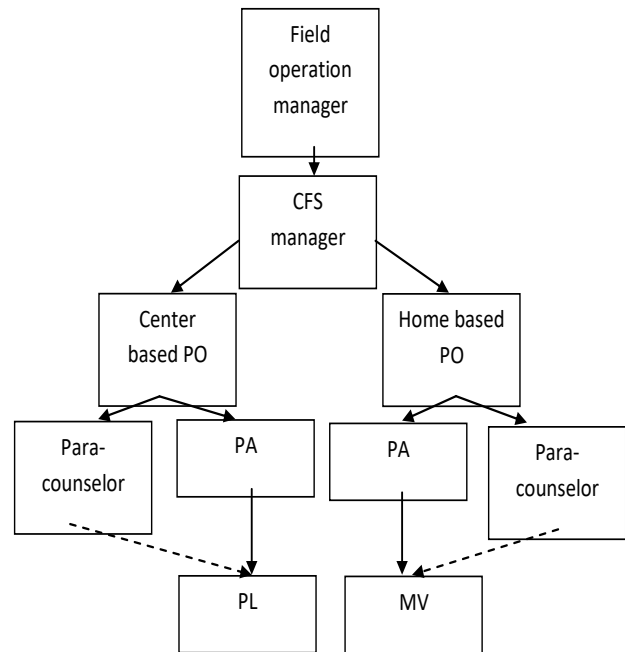 Field
operation
manager
CFS
manager
Center
based PO
Home based
PO
Para-
counselor
PA
PA
Para-
counselor
PL
MV